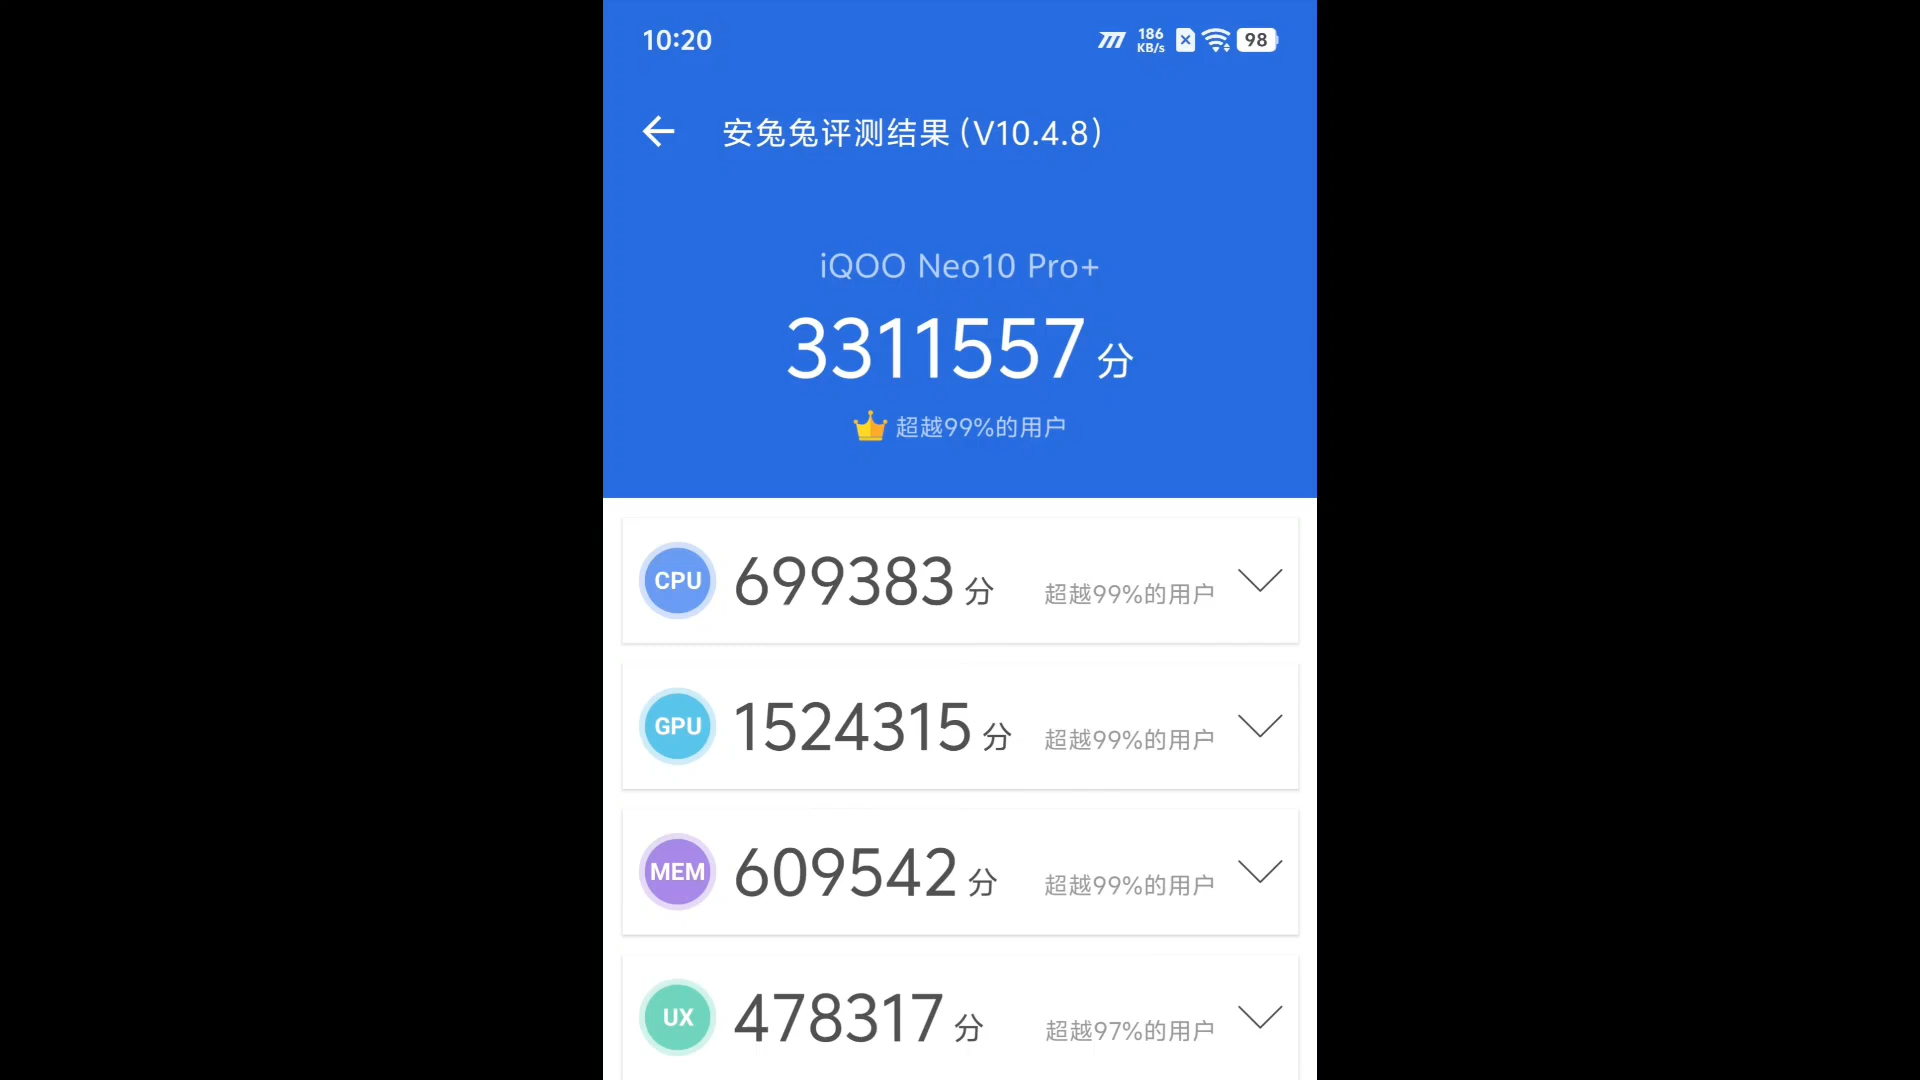 10:20
186
KB/s
98
安兔兔评测结果(V10.4.8)
iQOO Neo10 Pro+
3311557 分
超越99%的用户
CPU 699383 分 超越99%的用户
GPU 1524315 分 超越99%的用户
MEM 609542 分 超越99%的用户
UX 478317 分 超越97%的用户